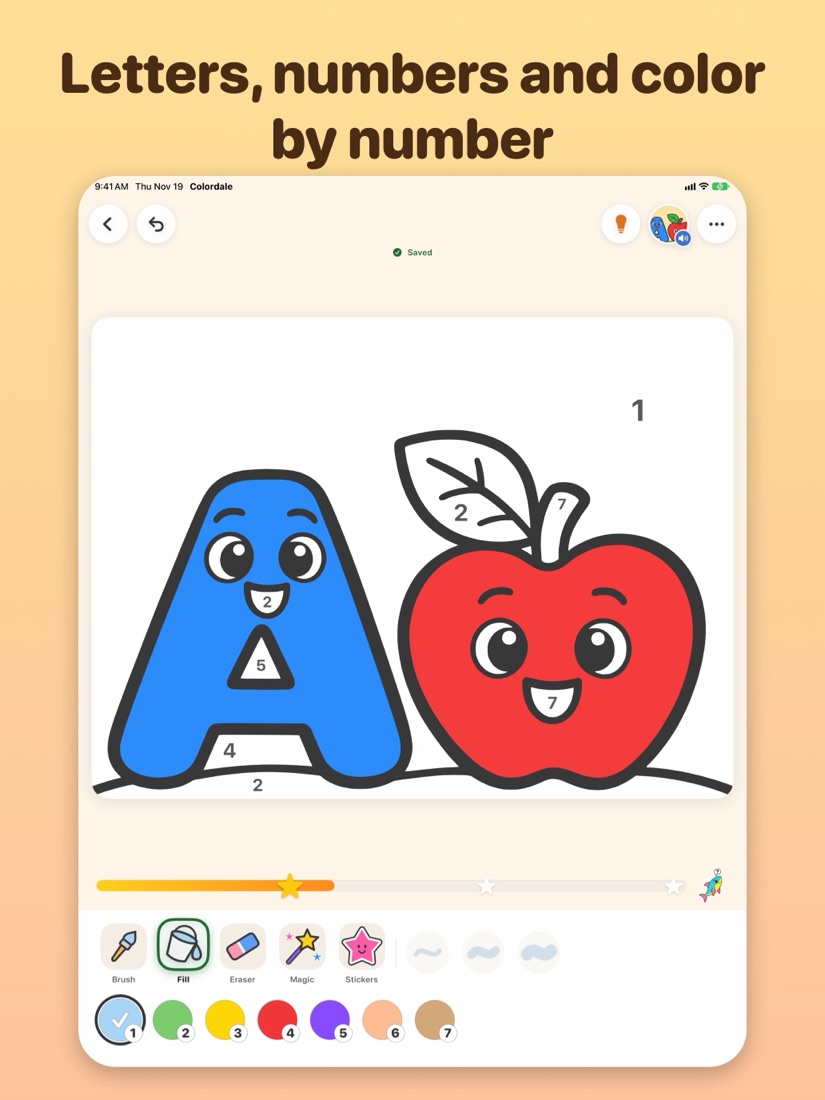 Letters, numbers and color
by number
9:41 AM Thu Nov 19 Colordale
Saved
1
2 7
2
5
7
4
2
?
Brush Fill Eraser Magic Stickers
1 2 3 4 5 6 7